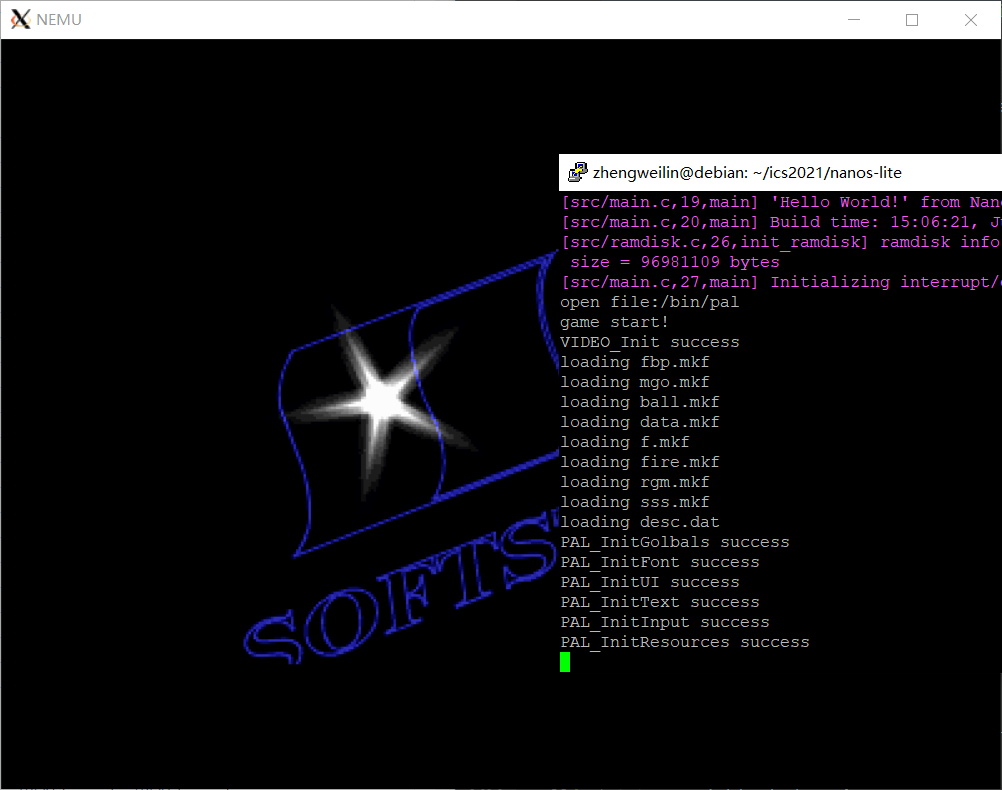 NEMU
zhengweilin@debian: ~/ics2021/nanos-lite
[src/main.c,19,main] 'Hello World!' from
[src/main.c,20,main] Build time: 15:06:21,
[src/ramdisk.c,26,init_ramdisk] ramdisk info
size = 96981109 bytes
[src/main.c,27,main] Initializing interrupt/
open file:/bin/pal
game start!
VIDEO_Init success
loading fbp.mkf
loading mgo.mkf
loading ball.mkf
loading data.mkf
loading f.mkf
loading fire.mkf
loading rgm.mkf
loading sss.mkf
loading desc.dat
PAL_InitGolbals success
PAL_InitFont success
PAL_InitUI success
PAL_InitText success
PAL_InitInput success
PAL_InitResources success
SOFTS